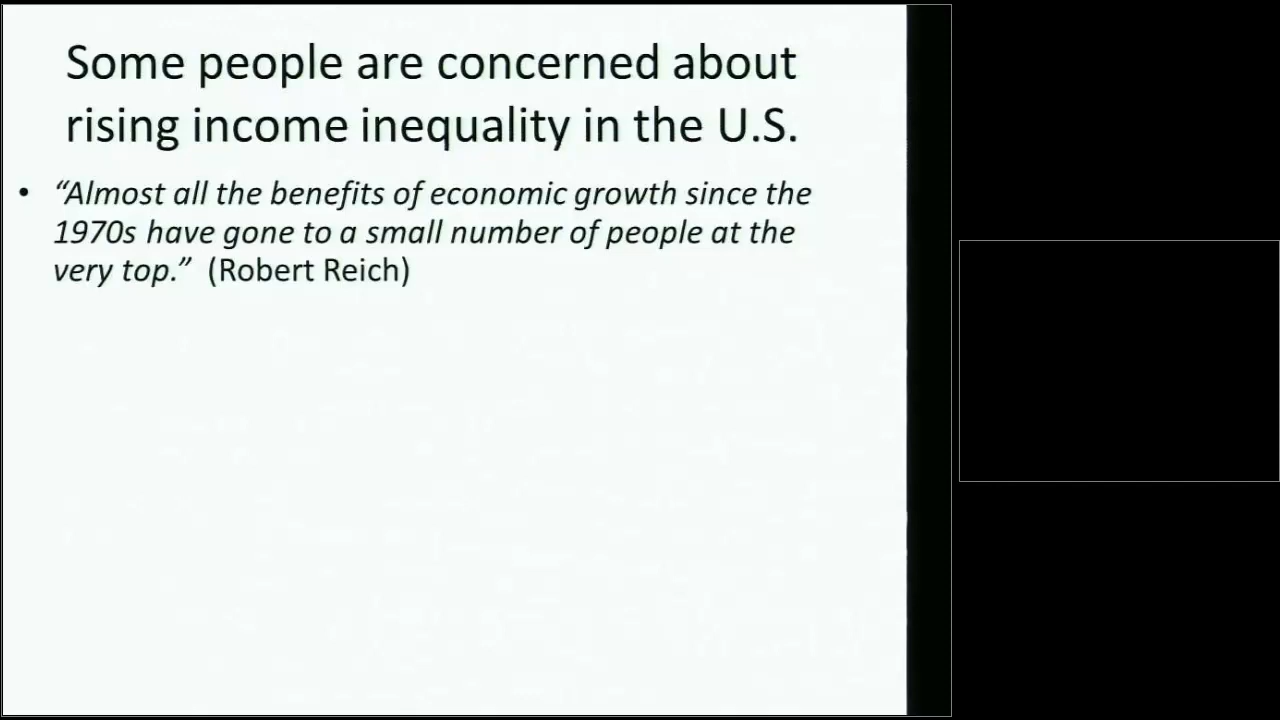 Some people are concerned about
rising income inequality in the U.S.
• “Almost all the benefits of economic growth since the
1970s have gone to a small number of people at the
very top.” (Robert Reich)